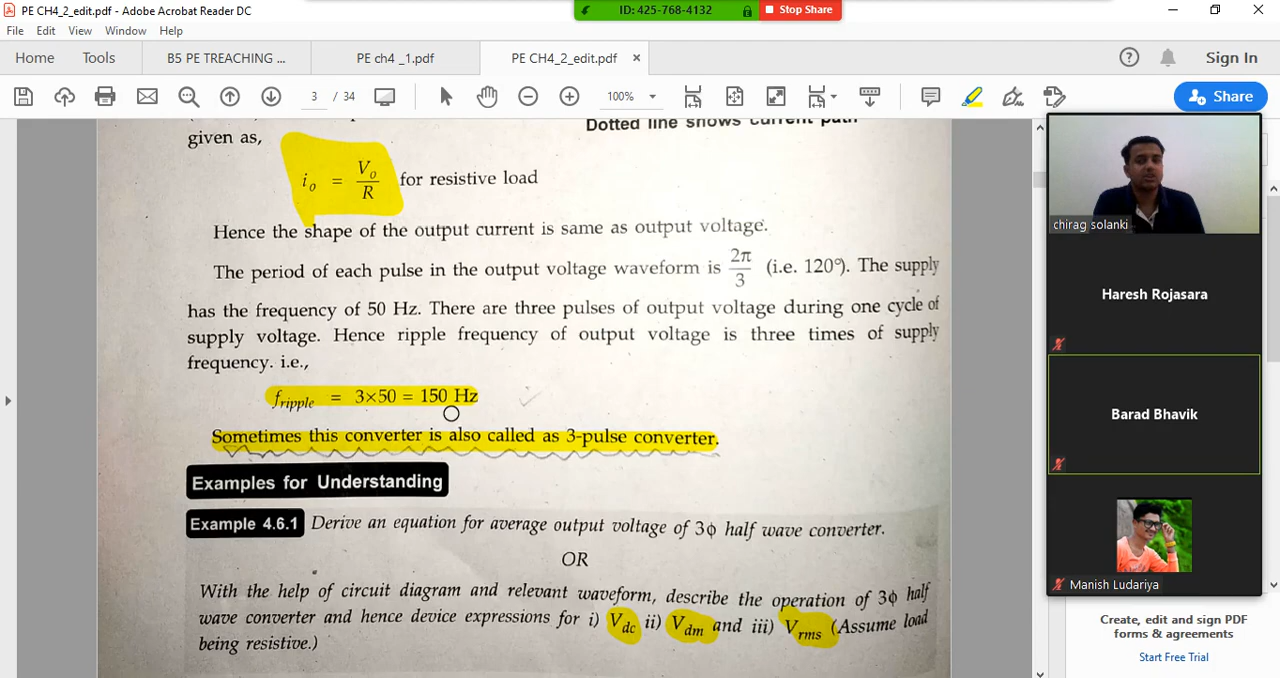 PE CH4_2_edit.pdf - Adobe Acrobat Reader DC
ID: 425-768-4132
Stop Share
File Edit View Window Help
Home Tools B5 PE TREACHING ... PE ch4 _1.pdf PE CH4_2_edit.pdf × Sign In
3 / 34 100% Share
Dotted line shows current path
given as,
i_o = V_o / R for resistive load
Hence the shape of the output current is same as output voltage.
The period of each pulse in the output voltage waveform is 2π/3 (i.e. 120°). The supply
has the frequency of 50 Hz. There are three pulses of output voltage during one cycle of
supply voltage. Hence ripple frequency of output voltage is three times of supply
frequency. i.e.,
f_ripple = 3×50 = 150 Hz
Sometimes this converter is also called as 3-pulse converter.
Examples for Understanding
Example 4.6.1 Derive an equation for average output voltage of 3ϕ half wave converter.
OR
With the help of circuit diagram and relevant waveform, describe the operation of 3ϕ half
wave converter and hence device expressions for i) V_dc ii) V_dm and iii) V_rms (Assume load
being resistive.)
chirag solanki
Haresh Rojasara
Barad Bhavik
Manish Ludariya
Create, edit and sign PDF
forms & agreements
Start Free Trial